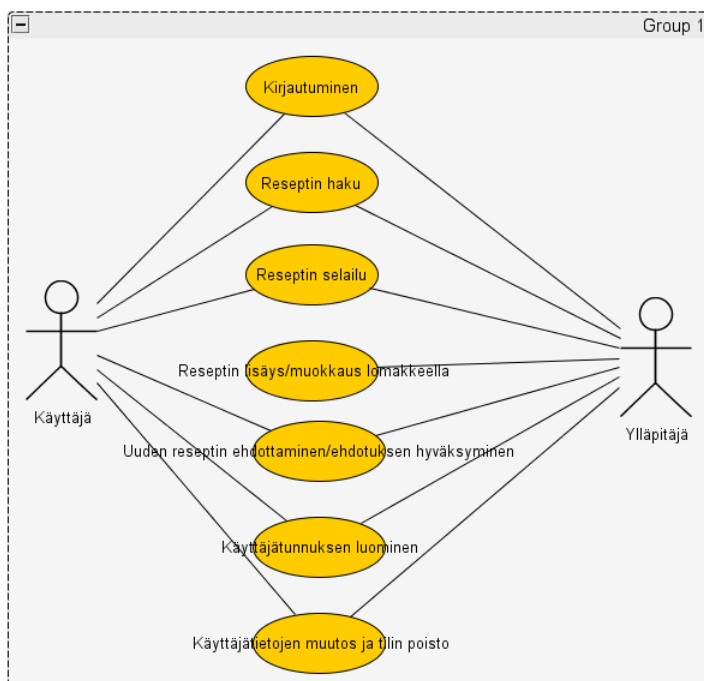 Group 1
Kirjautuminen
Reseptin haku
Reseptin selailu
Reseptin lisäys/muokkaus lomakkeella
Käyttäjä
Ylläpitäjä
Uuden reseptin ehdottaminen/ehdotuksen hyväksyminen
Käyttäjätunnuksen luominen
Käyttäjätietojen muutos ja tilin poisto